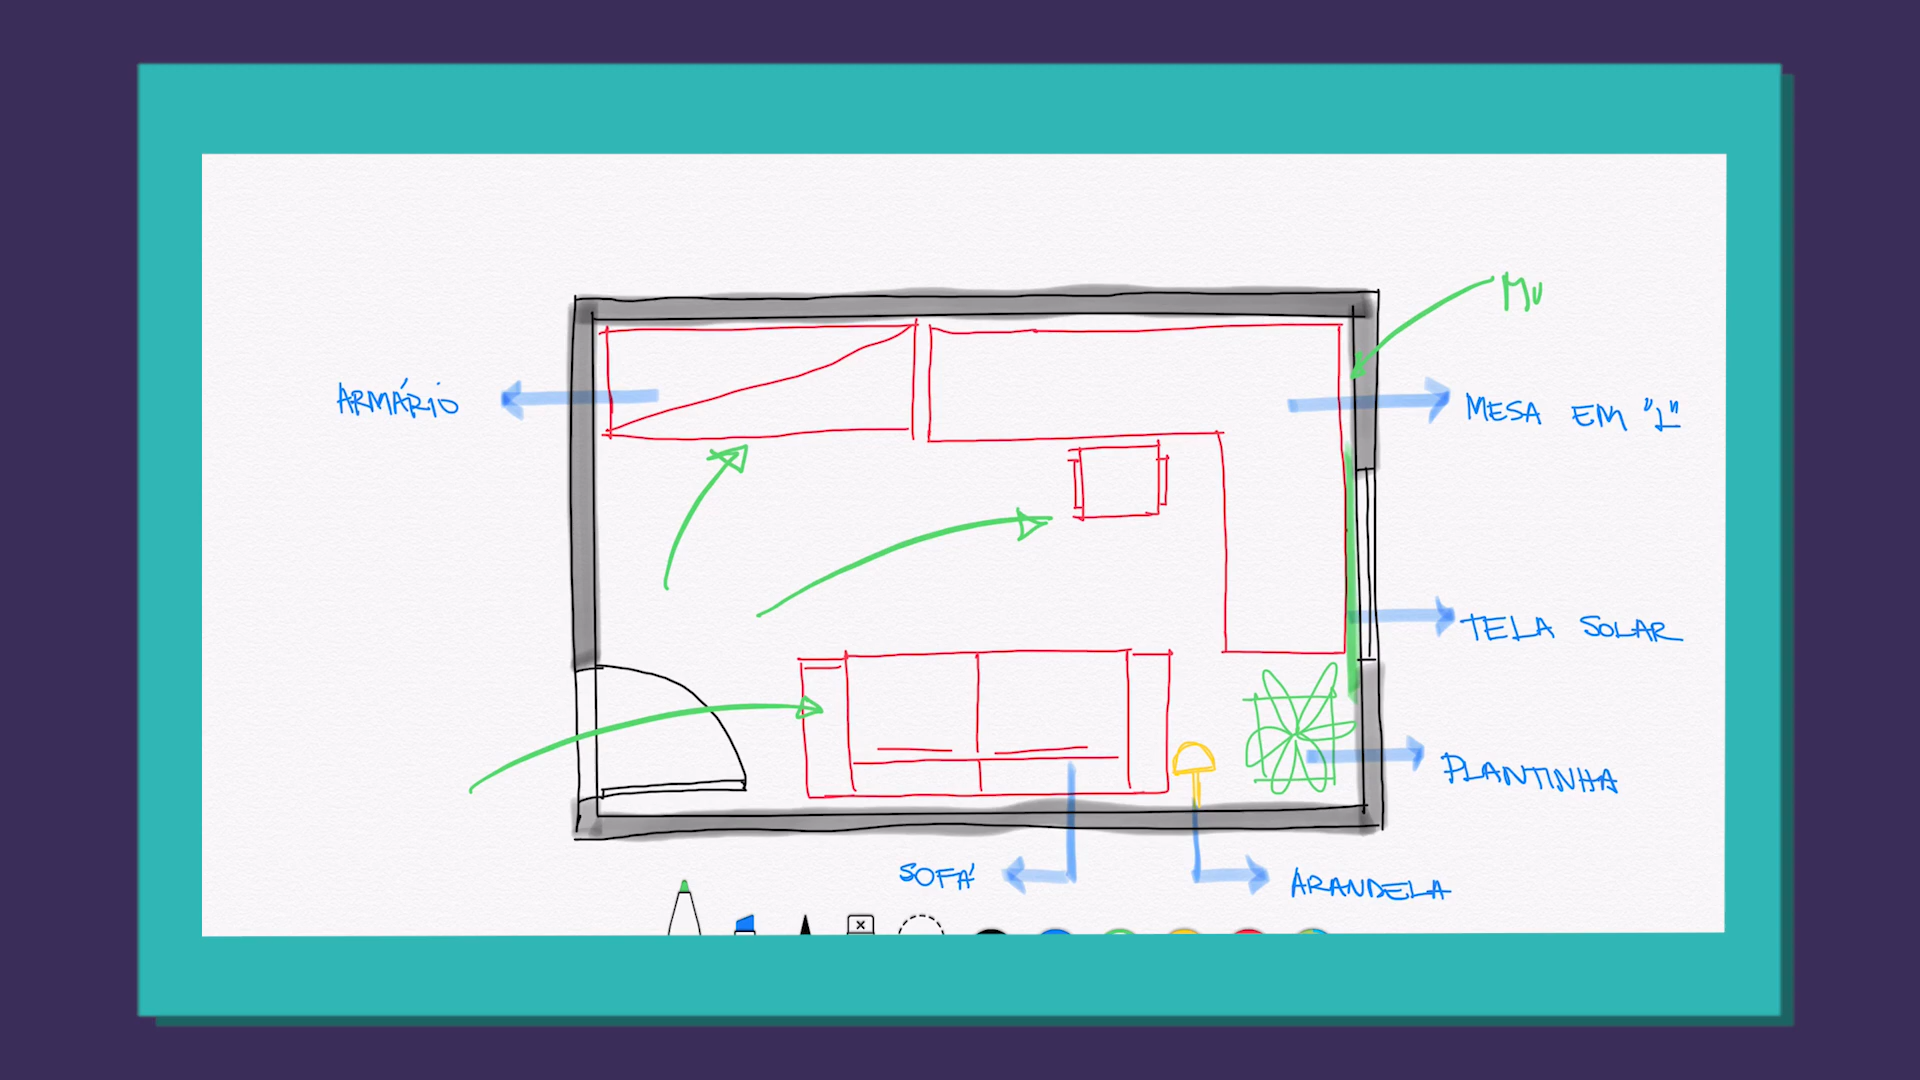 Mu
ARMÁRIO
MESA EM "L"
TELA SOLAR
PLANTINHA
SOFÁ
ARANDELA